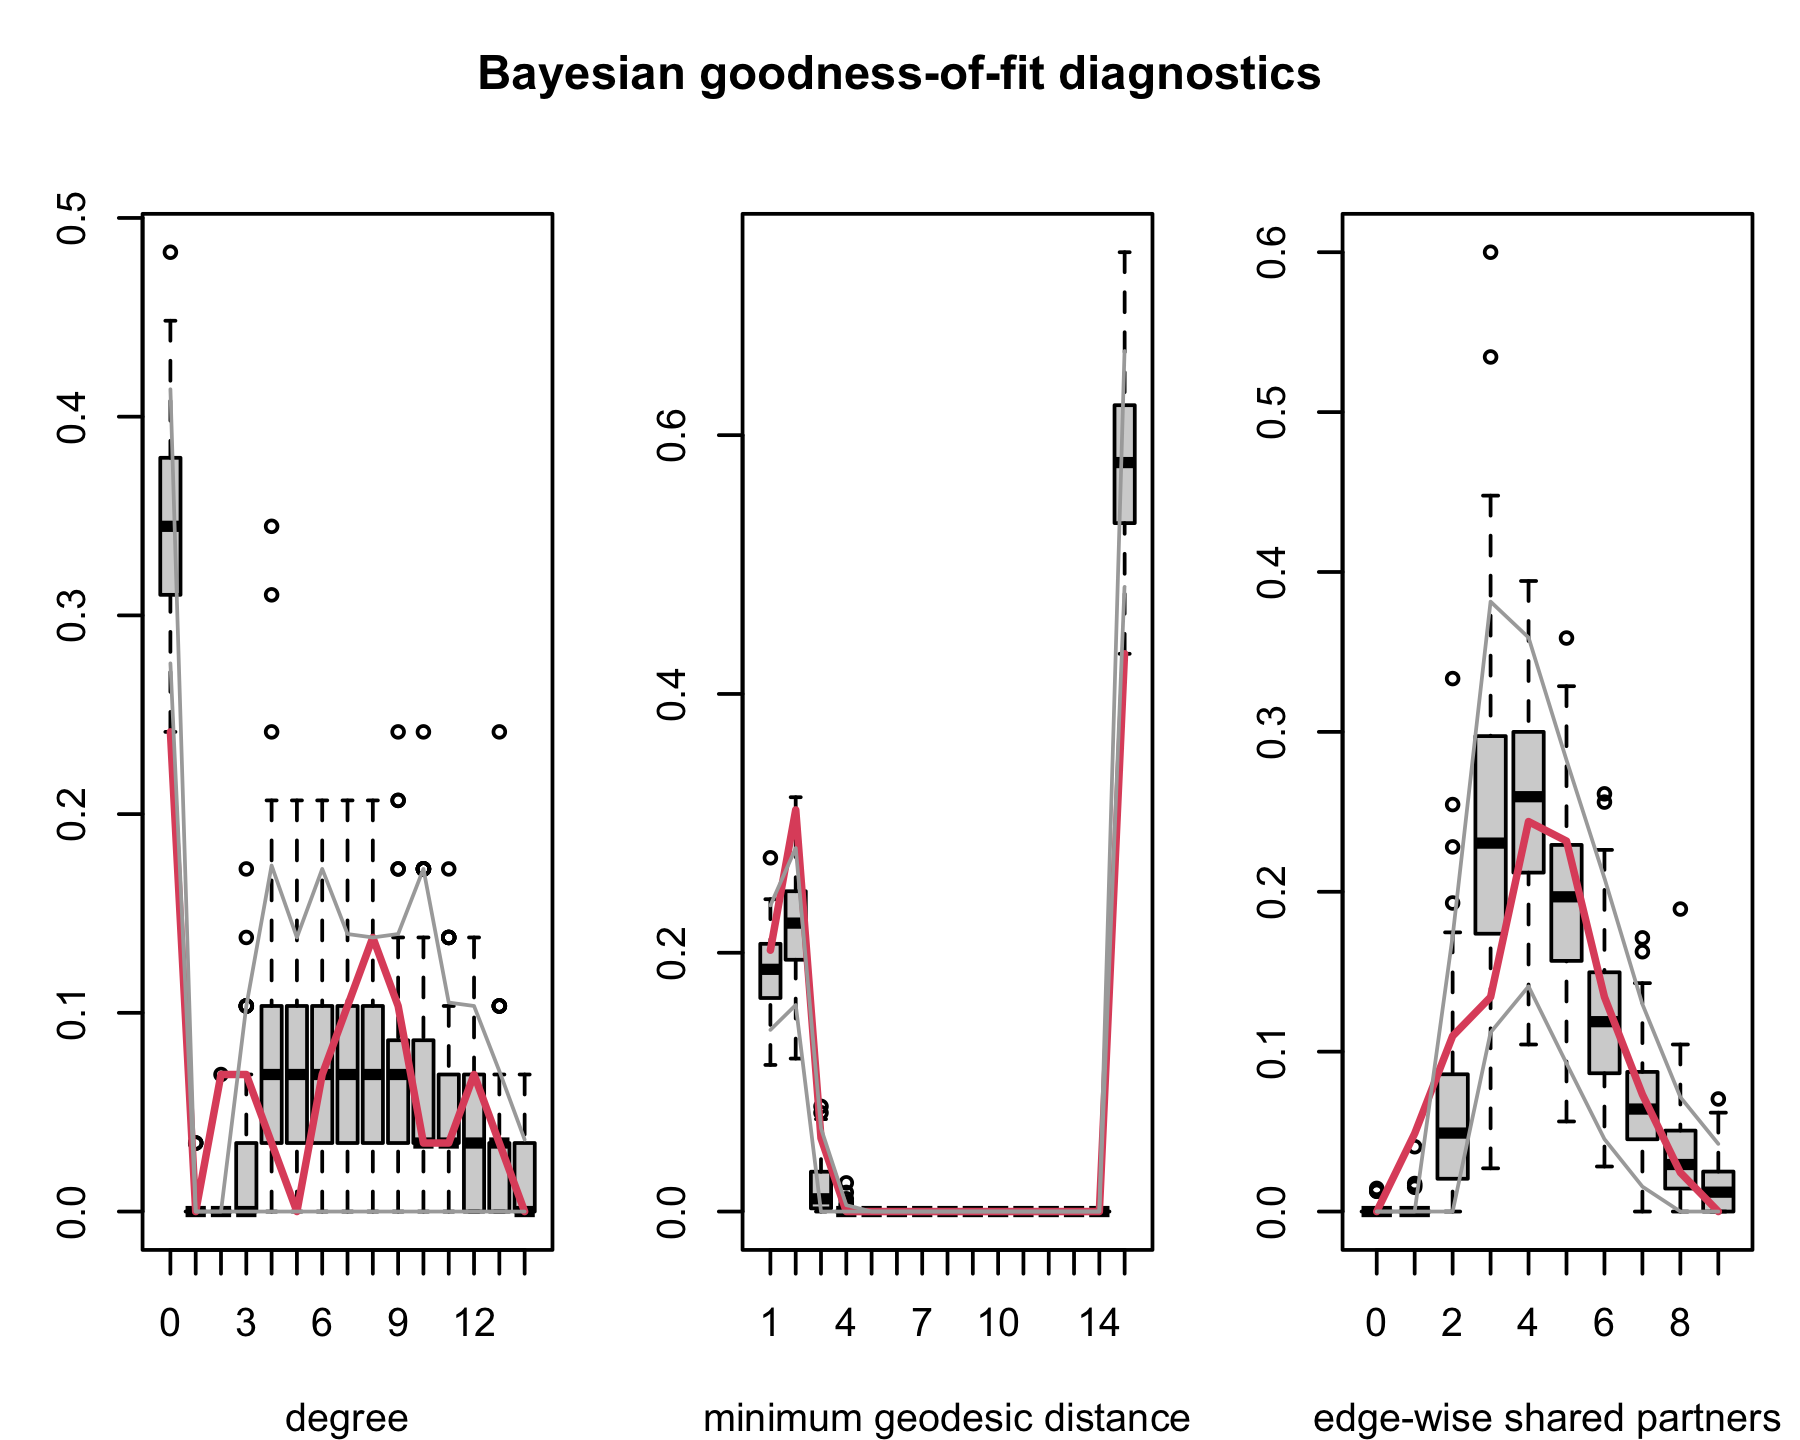 Bayesian goodness-of-fit diagnostics
0.0 0.1 0.2 0.3 0.4 0.5
0 3 6 9 12
degree
0.0 0.2 0.4 0.6
1 4 7 10 14
minimum geodesic distance
0.0 0.1 0.2 0.3 0.4 0.5 0.6
0 2 4 6 8
edge-wise shared partners